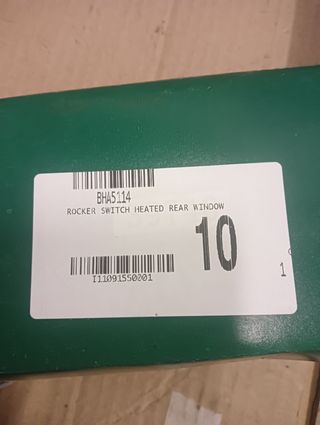 BHA5114
ROCKER SWITCH HEATED REAR WINDOW
10
1
I11091550001